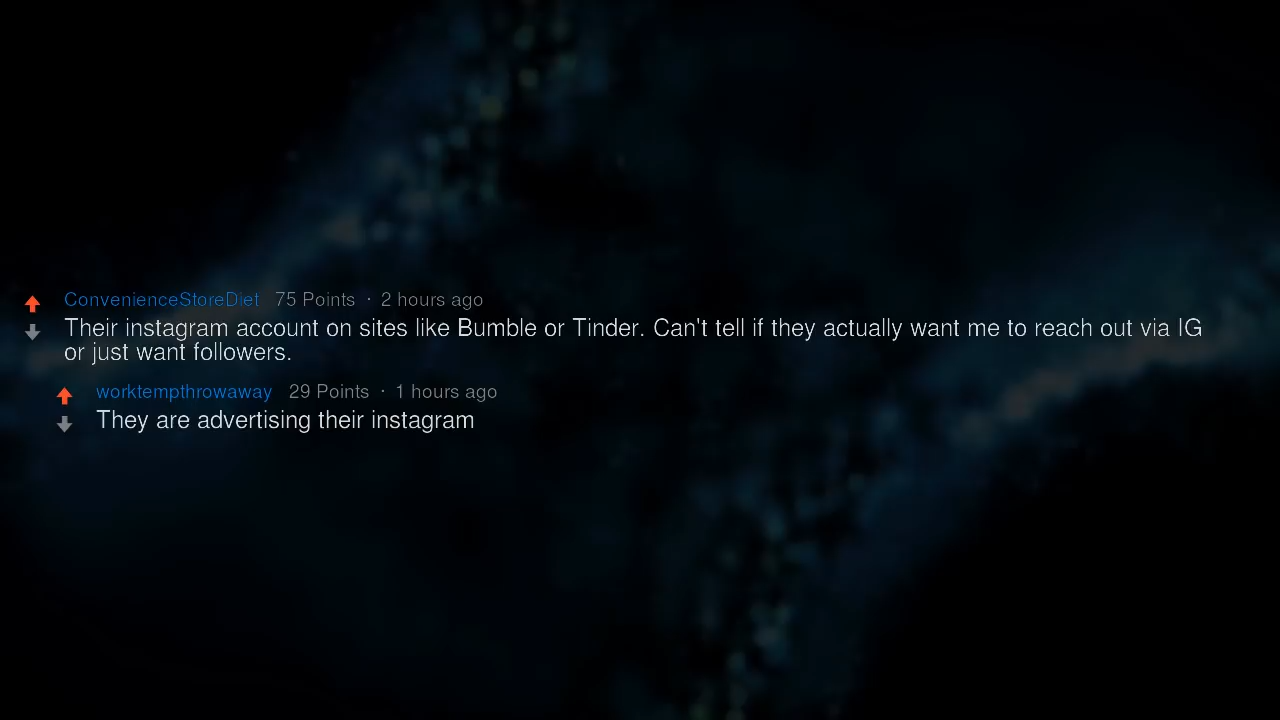 ConvenienceStoreDiet 75 Points · 2 hours ago
Their instagram account on sites like Bumble or Tinder. Can't tell if they actually want me to reach out via IG
or just want followers.
worktempthrowaway 29 Points · 1 hours ago
They are advertising their instagram